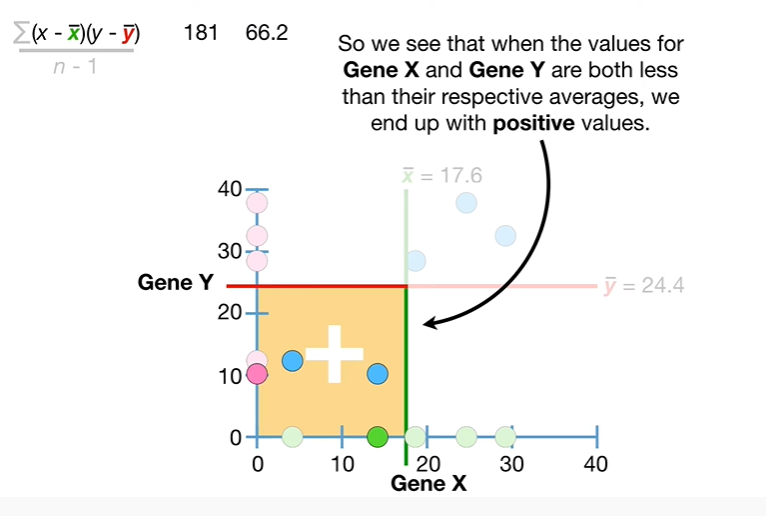 ∑(x - x̅)(y - y̅) 181 66.2
n - 1
So we see that when the values for
Gene X and Gene Y are both less
than their respective averages, we
end up with positive values.
x̅ = 17.6
40
30
Gene Y
y̅ = 24.4
20
10
0
0 10 20 30 40
Gene X